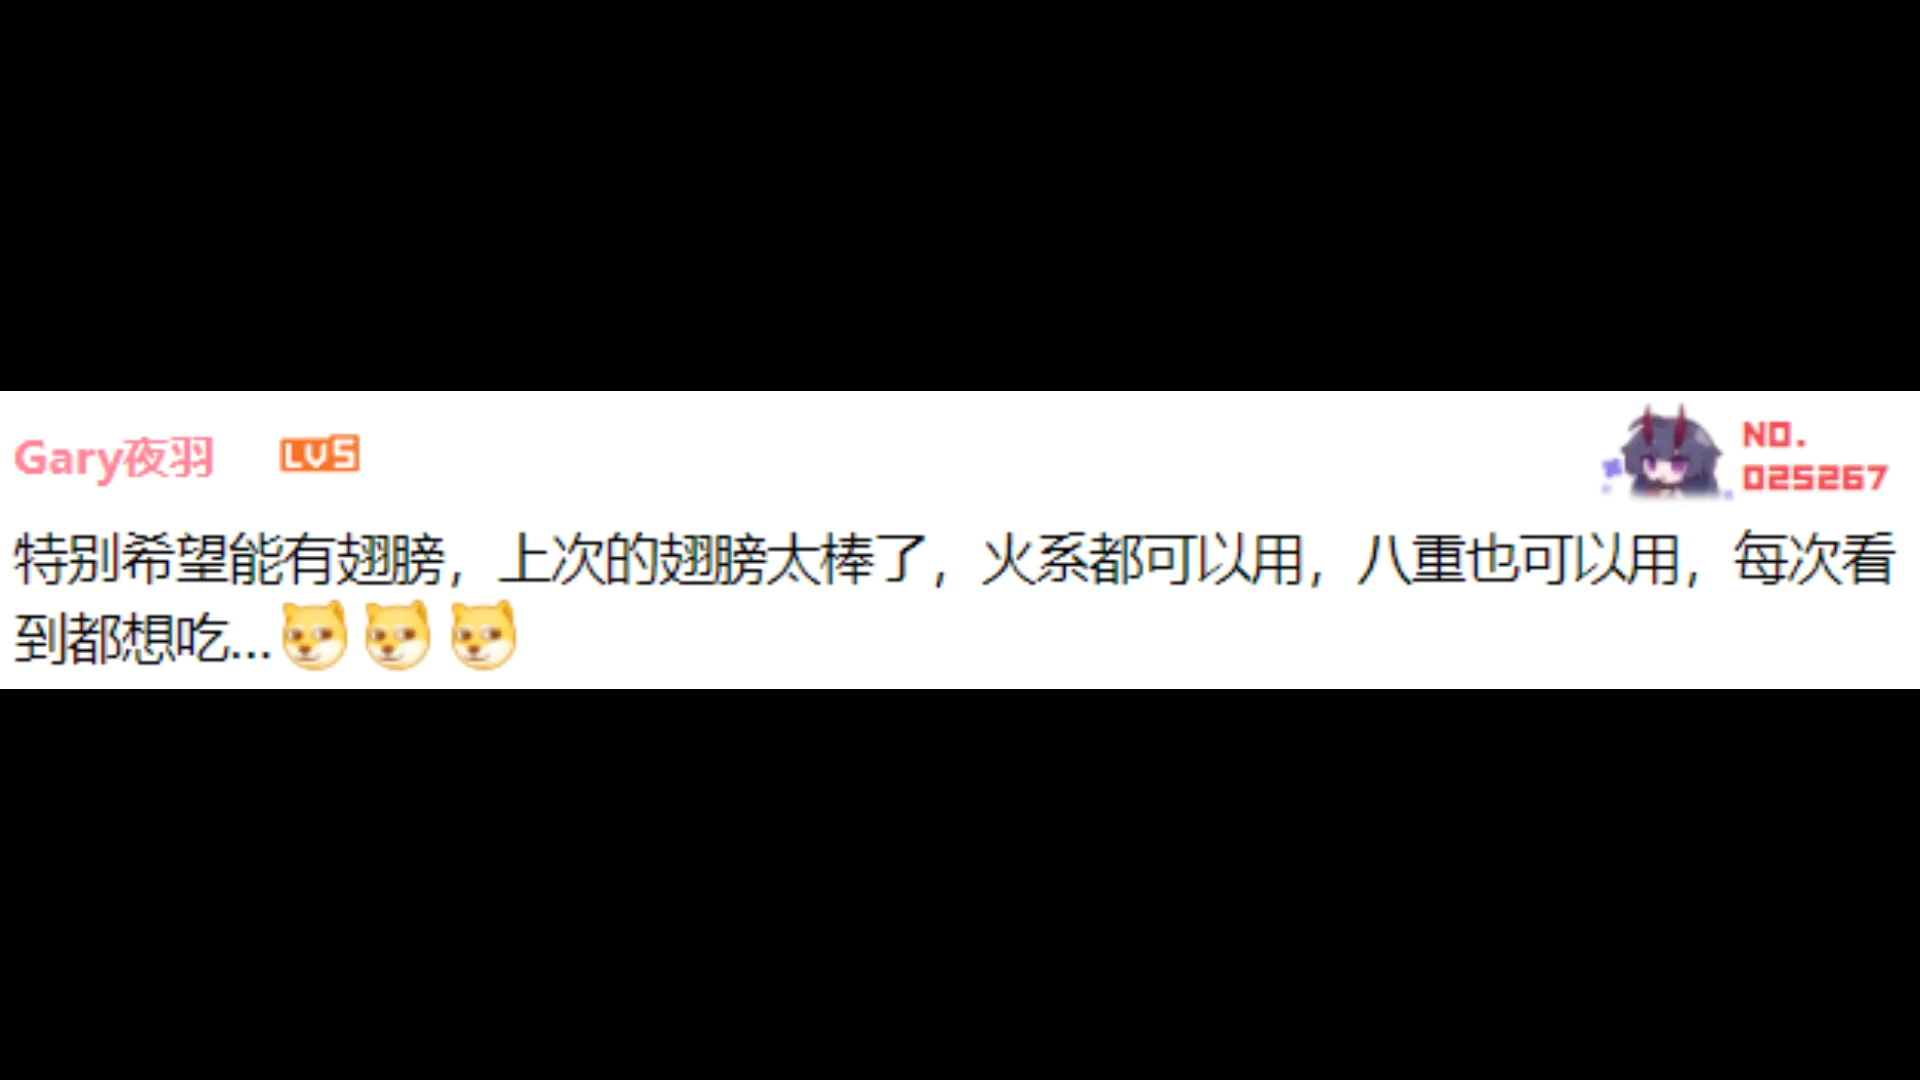 Gary夜羽 LV5
NO.
025267
特别希望能有翅膀，上次的翅膀太棒了，火系都可以用，八重也可以用，每次看
到都想吃...